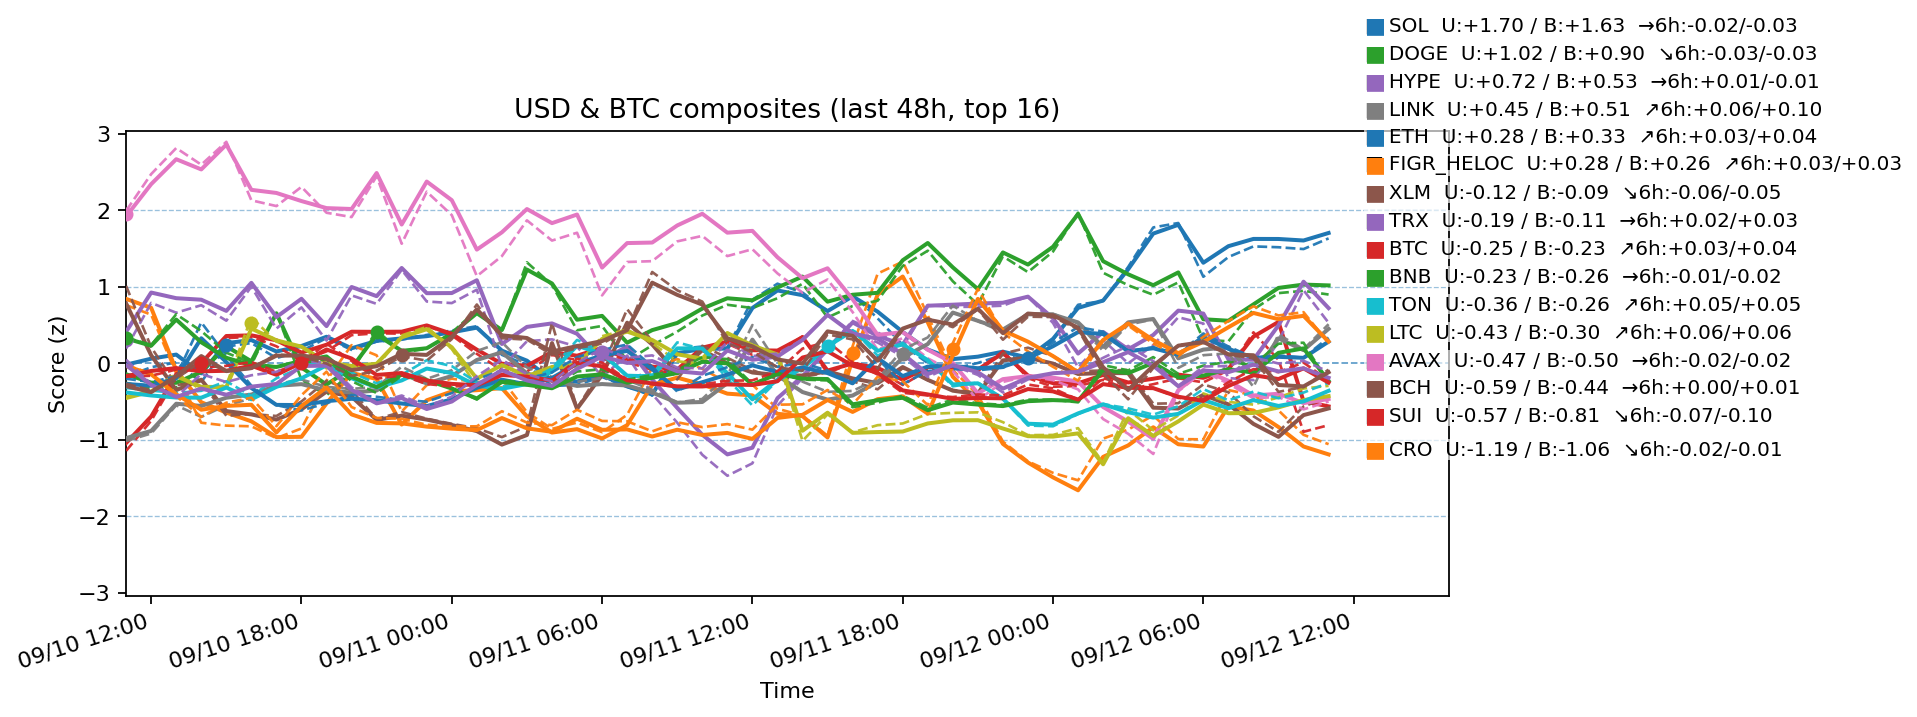 SOL U:+1.70 / B:+1.63 →6h:-0.02/-0.03
DOGE U:+1.02 / B:+0.90 ↘6h:-0.03/-0.03
HYPE U:+0.72 / B:+0.53 →6h:+0.01/-0.01
LINK U:+0.45 / B:+0.51 ↗6h:+0.06/+0.10
ETH U:+0.28 / B:+0.33 ↗6h:+0.03/+0.04
FIGR_HELOC U:+0.28 / B:+0.26 ↗6h:+0.03/+0.03
XLM U:-0.12 / B:-0.09 ↘6h:-0.06/-0.05
TRX U:-0.19 / B:-0.11 →6h:+0.02/+0.03
BTC U:-0.25 / B:-0.23 ↗6h:+0.03/+0.04
BNB U:-0.23 / B:-0.26 →6h:-0.01/-0.02
TON U:-0.36 / B:-0.26 ↗6h:+0.05/+0.05
LTC U:-0.43 / B:-0.30 ↗6h:+0.06/+0.06
AVAX U:-0.47 / B:-0.50 →6h:-0.02/-0.02
BCH U:-0.59 / B:-0.44 →6h:+0.00/+0.01
SUI U:-0.57 / B:-0.81 ↘6h:-0.07/-0.10
CRO U:-1.19 / B:-1.06 ↘6h:-0.02/-0.01
USD & BTC composites (last 48h, top 16)
Score (z)
3
2
1
0
−1
−2
−3
09/10 12:00
09/10 18:00
09/11 00:00
09/11 06:00
09/11 12:00
09/11 18:00
09/12 00:00
09/12 06:00
09/12 12:00
Time